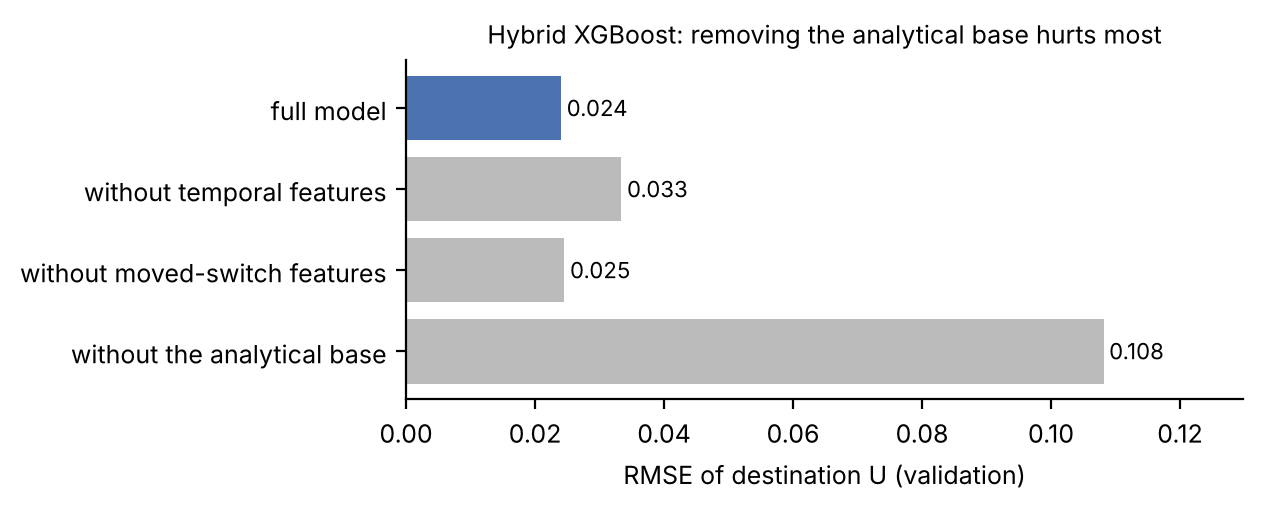 Hybrid XGBoost: removing the analytical base hurts most
full model
0.024
without temporal features
0.033
without moved-switch features
0.025
without the analytical base
0.108
0.00 0.02 0.04 0.06 0.08 0.10 0.12
RMSE of destination U (validation)